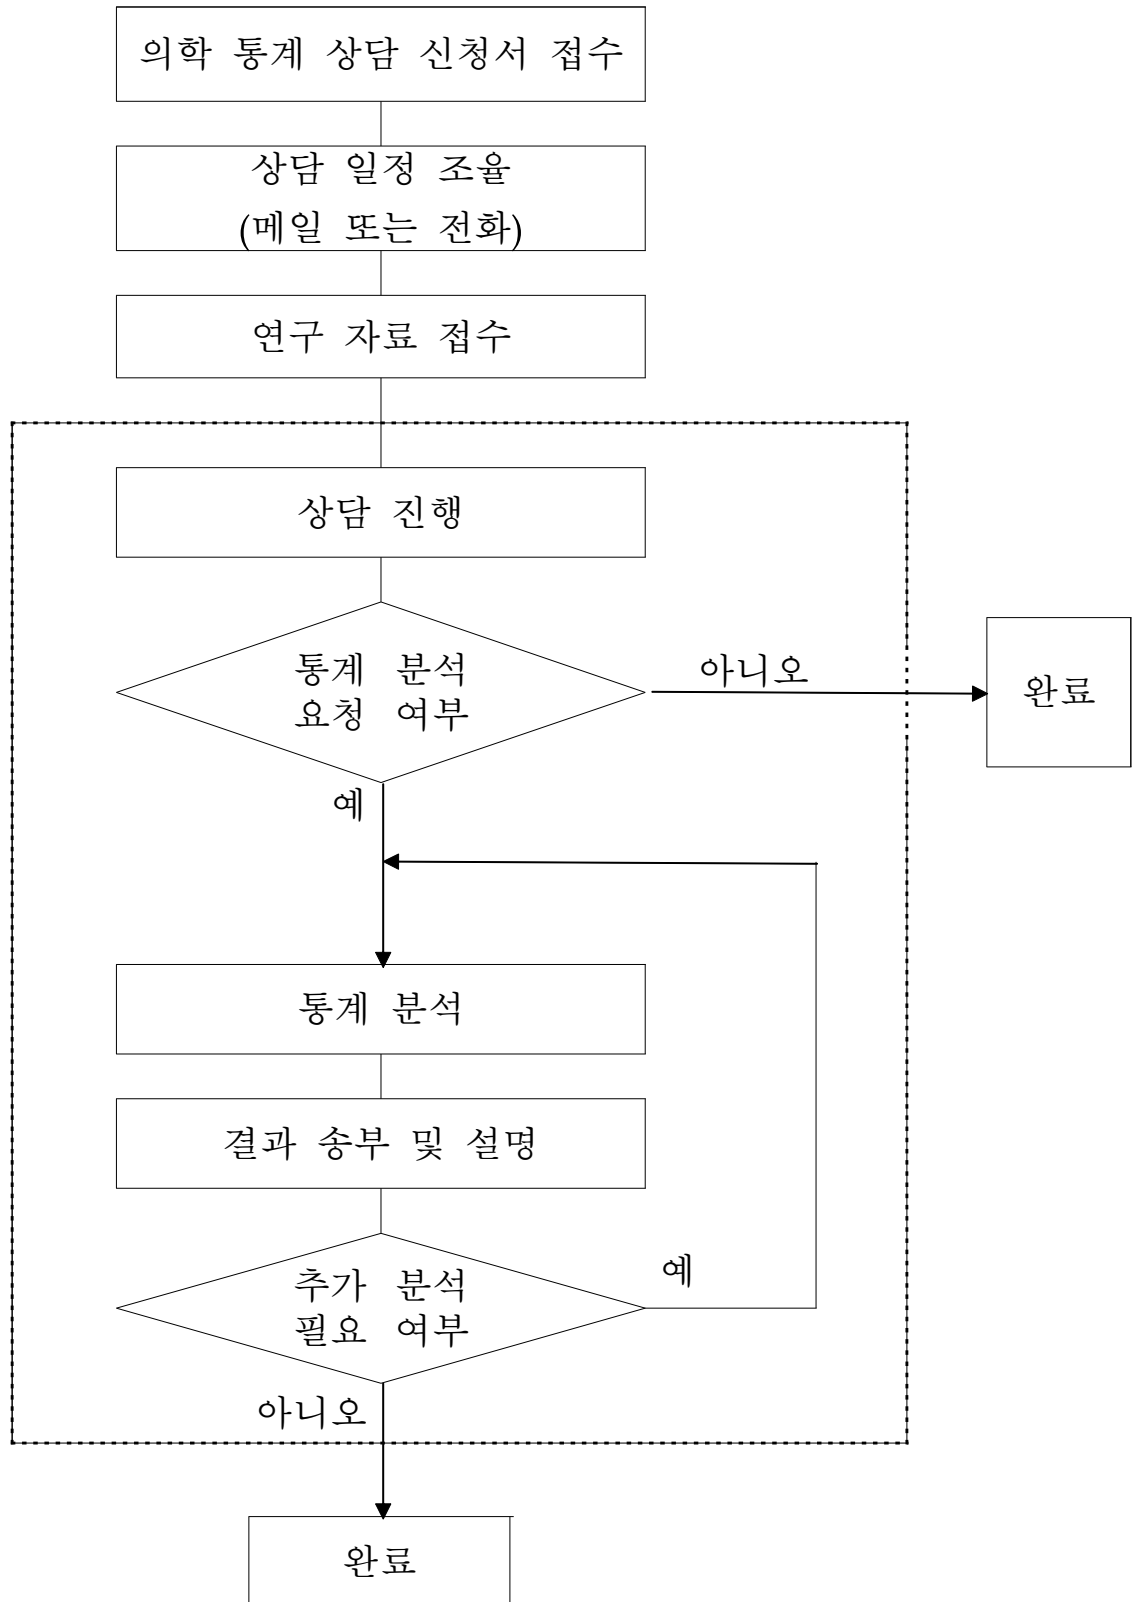 의학 통계 상담 신청서 접수
상담 일정 조율
(메일 또는 전화)
연구 자료 접수
상담 진행
통계 분석
요청 여부
아니오
완료
예
통계 분석
결과 송부 및 설명
추가 분석
필요 여부
예
아니오
완료